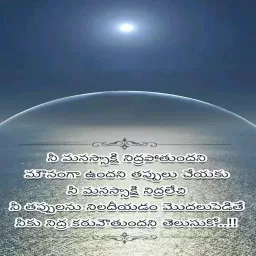 నీ మనస్సాక్షి నిద్రపోతుందని
మౌనంగా ఉందని తప్పులు చేయకు
నీ మనస్సాక్షి నిద్రలేచి
నీ తప్పులను నిలదీయడం మొదలుపెడితే
నీకు నిద్ర కరువౌతుందని తెలుసుకో..!!